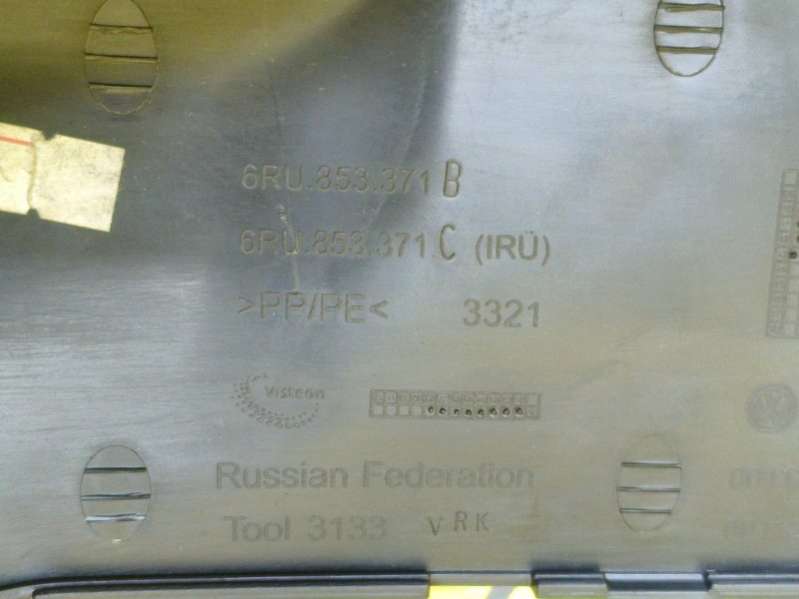 6RU.853.371 B
6RU.853.371 C (IRÜ)
>PP/PE< 3321
Visteon
Russian Federation
Tool 3133 VRK